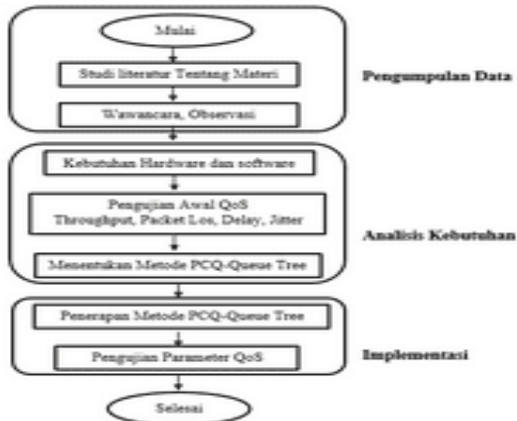 Mulai
Studi literatur Tentang Materi
Pengumpulan Data
Wawancara, Observasi
Kebutuhan Hardware dan software
Pengujian Awal QoS
Throughput, Packet Los, Delay, Jitter
Analisis Kebutuhan
Menentukan Metode PCQ-Queue Tree
Penerapan Metode PCQ-Queue Tree
Pengujian Parameter QoS
Implementasi
Selesai